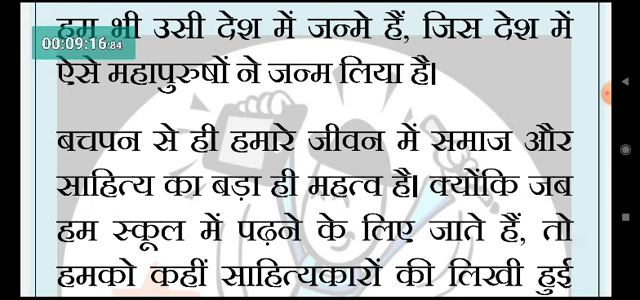 हम भी उसी देश में जन्मे हैं, जिस देश में
00:09:16:84
ऐसे महापुरुषों ने जन्म लिया है।
बचपन से ही हमारे जीवन में समाज और
साहित्य का बड़ा ही महत्व है। क्योंकि जब
हम स्कूल में पढ़ने के लिए जाते हैं, तो
हमको कहीं साहित्यकारों की लिखी हुई